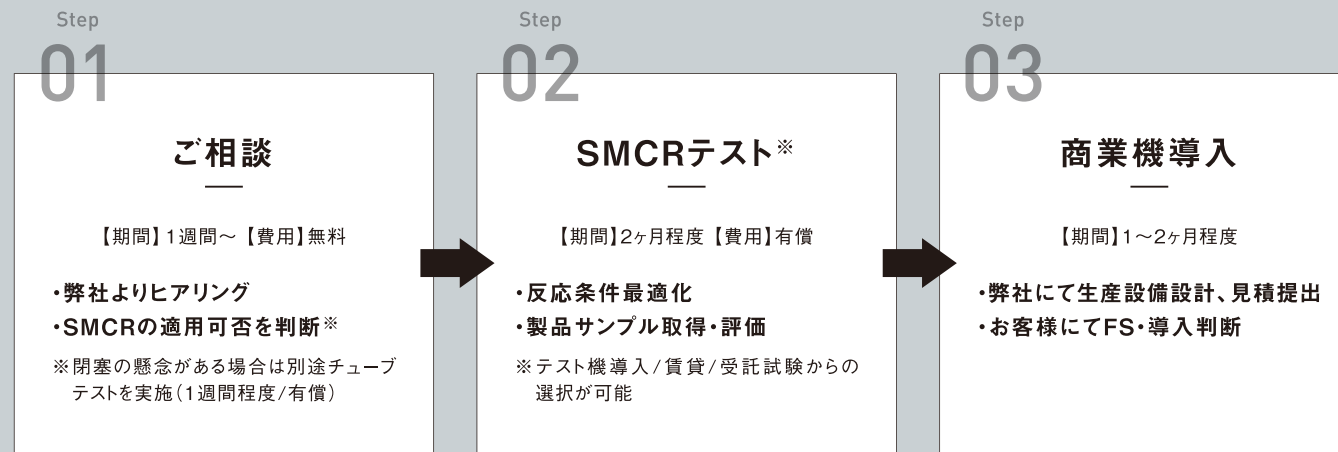 Step
01
ご相談
【期間】1週間～【費用】無料
・弊社よりヒアリング
・SMCRの適用可否を判断※
※閉塞の懸念がある場合は別途チューブ
テストを実施（1週間程度/有償）
Step
02
SMCRテスト※
【期間】2ヶ月程度【費用】有償
・反応条件最適化
・製品サンプル取得・評価
※テスト機導入/賃貸/受託試験からの
選択が可能
Step
03
商業機導入
【期間】1～2ヶ月程度
・弊社にて生産設備設計、見積提出
・お客様にてFS・導入判断